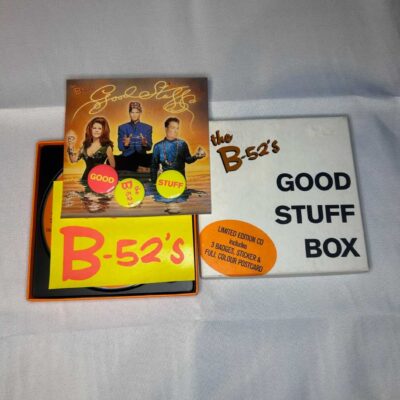 Good Stuff
GOOD
B-52's
STUFF
B-52's
the
B-52's
GOOD
STUFF
BOX
LIMITED EDITION CD
includes
3 BADGES, STICKER &
FULL COLOUR POSTCARD